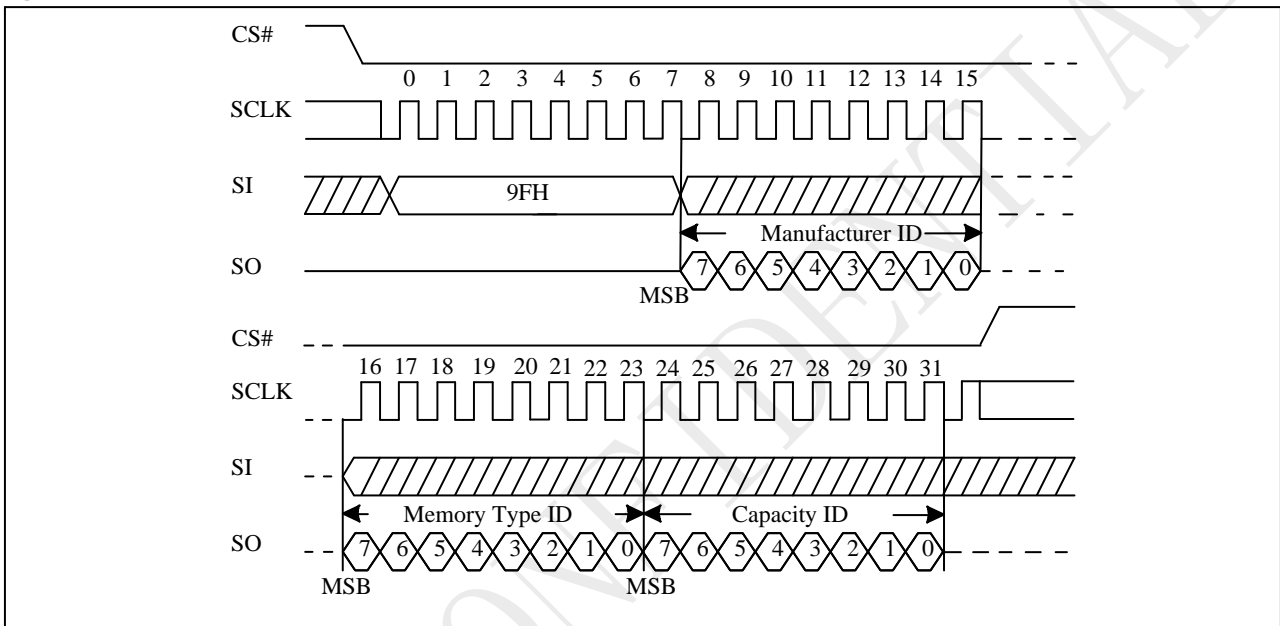 CS#
0 1 2 3 4 5 6 7 8 9 10 11 12 13 14 15
SCLK
SI
9FH
Manufacturer ID
SO
7 6 5 4 3 2 1 0
MSB
CS#
16 17 18 19 20 21 22 23 24 25 26 27 28 29 30 31
SCLK
SI
Memory Type ID Capacity ID
SO
7 6 5 4 3 2 1 0 7 6 5 4 3 2 1 0
MSB MSB
ONFIDENTIAL